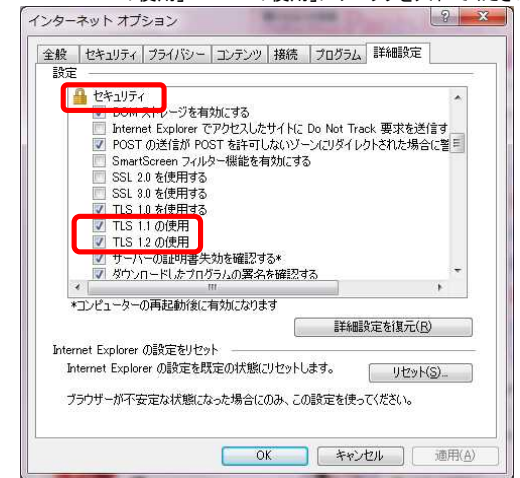 インターネット オプション
全般 セキュリティ プライバシー コンテンツ 接続 プログラム 詳細設定
設定
セキュリティ
DOM ストレージを有効にする
Internet Explorer でアクセスしたサイトに Do Not Track 要求を送信す
POST の送信が POST を許可しないゾーンにリダイレクトされた場合に警
SmartScreen フィルター機能を有効にする
SSL 2.0 を使用する
SSL 3.0 を使用する
TLS 1.0 を使用する
TLS 1.1 の使用
TLS 1.2 の使用
サーバーの証明書失効を確認する*
ダウンロードしたプログラムの署名を確認する
*コンピューターの再起動後に有効になります
詳細設定を復元(R)
Internet Explorer の設定をリセット
Internet Explorer の設定を既定の状態にリセットします。
リセット(S)...
ブラウザーが不安定な状態になった場合にのみ、この設定を使ってください。
OK キャンセル 適用(A)